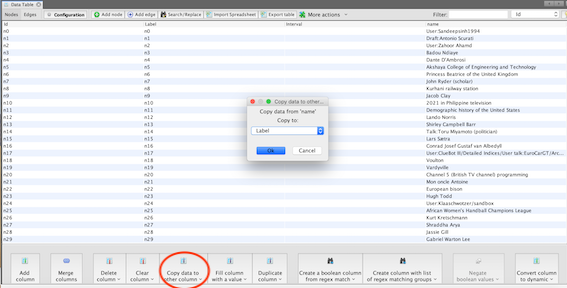 Data Table
Nodes Edges Configuration Add node Add edge Search/Replace Import Spreadsheet Export table More actions Filter: Id
Id Label Interval name
n0 n0 User:Sandeepsmh1994
n1 n1 Draft:Antonio Scurati
n2 n2 User:Zahoor Ahamd
n3 n3 Badou Ndiaye
n4 n4 Dante D'Ambrosi
n5 n5 Akshaya College of Engineering and Technology
n6 n6 Princess Beatrice of the United Kingdom
n7 n7 John Ryder (scholar)
n8 n8 Kurhani railway station
n9 n9 Jacob Clay
n10 n10 2021 in Philippine television
n11 n11 Demographic history of the United States
n12 n12 Lando Norris
n13 n13 Shirley Campbell Barr
n14 n14 Talk:Toru Miyamoto (politician)
n15 n15 Lars Søtra
n16 n16 Conrad Josef Gustaf van Albedyll
n17 n17 User:ClueBot III/Detailed Indices/User talk:EuroCarGT/Arc...
n18 n18 Voulton
n19 n19 Vardyville
n20 n20 Channel 5 (British TV channel) programming
n21 n21 Mon oncle Antoine
n22 n22 European bison
n23 n23 Hugh Todd
n24 n24 User:Klaaschwotzer/sandbox
n25 n25 African Women's Handball Champions League
n26 n26 Kurt Kretschmann
n27 n27 Shraddha Arya
n28 n28 Jassie Gill
n29 n29 Gabriel Warton Lee
Copy data to other...
Copy data from 'name'
Copy to:
Label
Ok Cancel
Add column
Merge columns
Delete column
Clear column
Copy data to other column
Fill column with a value
Duplicate column
Create a boolean column from regex match
Create column with list of regex matching groups
Negate boolean values
Convert column to dynamic